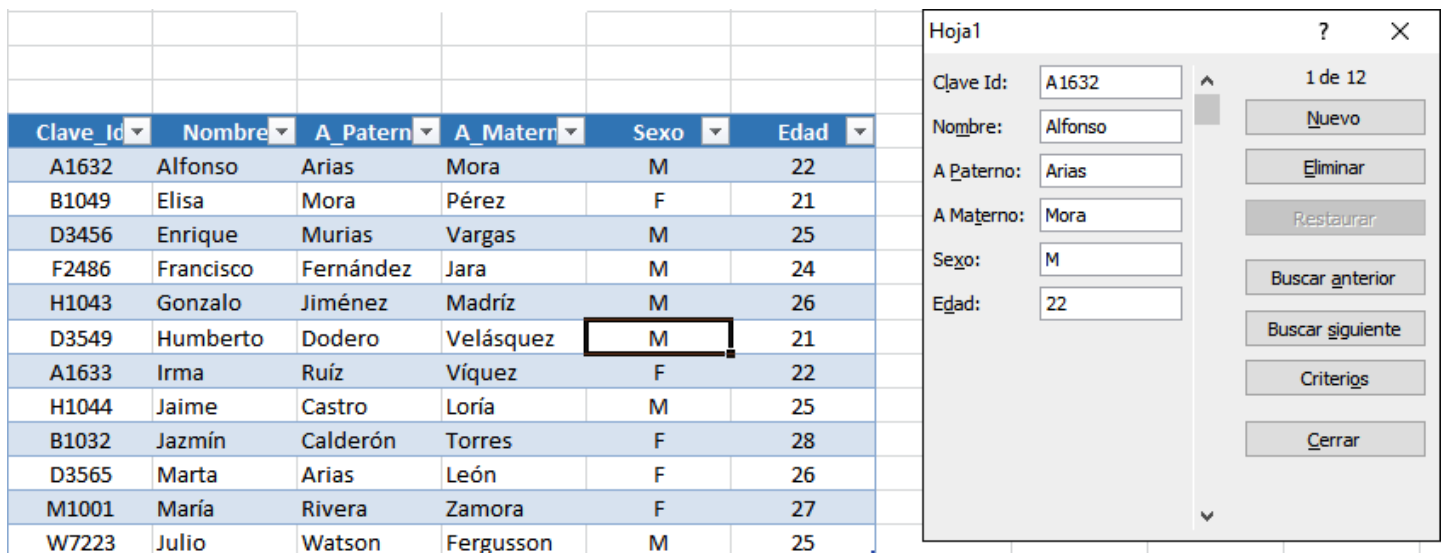 Clave_Id Nombre A_Patern A_Matern Sexo Edad
A1632 Alfonso Arias Mora M 22
B1049 Elisa Mora Pérez F 21
D3456 Enrique Murias Vargas M 25
F2486 Francisco Fernández Jara M 24
H1043 Gonzalo Jiménez Madríz M 26
D3549 Humberto Dodero Velásquez M 21
A1633 Irma Ruíz Víquez F 22
H1044 Jaime Castro Loría M 25
B1032 Jazmín Calderón Torres F 28
D3565 Marta Arias León F 26
M1001 María Rivera Zamora F 27
W7223 Julio Watson Fergusson M 25
Hoja1 ?
Clave Id: A1632
Nombre: Alfonso
A Paterno: Arias
A Materno: Mora
Sexo: M
Edad: 22
1 de 12
Nuevo
Eliminar
Restaurar
Buscar anterior
Buscar siguiente
Criterios
Cerrar